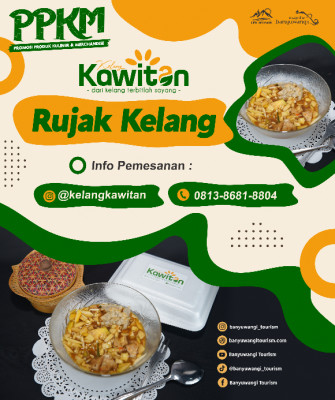 PPKM
PROMOSI PRODUK KULINER & MERCHANDISE
Kawitan
- dari kelang terbitlah sayang -
Rujak Kelang
Info Pemesanan :
@kelangkawitan
0813-8681-8804
Kawitan
banyuwangi_tourism
banyuwangitourism.com
Banyuwangi Tourism
@banyuwangi_tourism
Banyuwangi Tourism